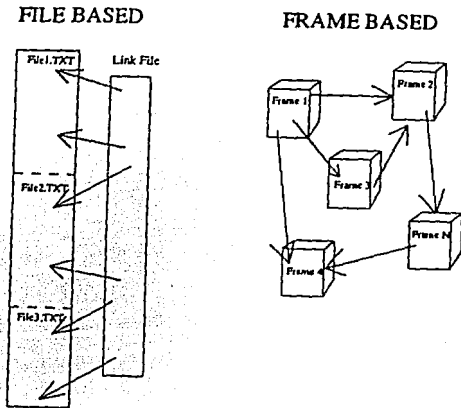 FILE BASED
FRAME BASED
File1.TXT
Link File
File2.TXT
File3.TXT
Frame 1
Frame 2
Frame 3
Frame N
Frame 4